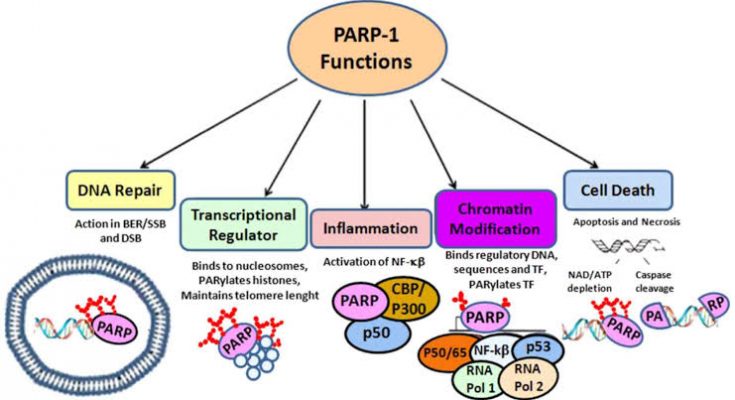 PARP-1
Functions
DNA Repair
Action in BER/SSB
and DSB
PARP
Transcriptional
Regulator
Binds to nucleosomes,
PARylates histones,
Maintains telomere lenght
PARP
Inflammation
Activation of NF-κβ
PARP
CBP/
P300
p50
Chromatin
Modification
Binds regulatory DNA,
sequences and TF,
PARylates TF
PARP
P50/65
NF-kβ
p53
RNA
Pol 1
RNA
Pol 2
Cell Death
Apoptosis and Necrosis
NAD/ATP
depletion
Caspase
cleavage
PARP
PA
RP